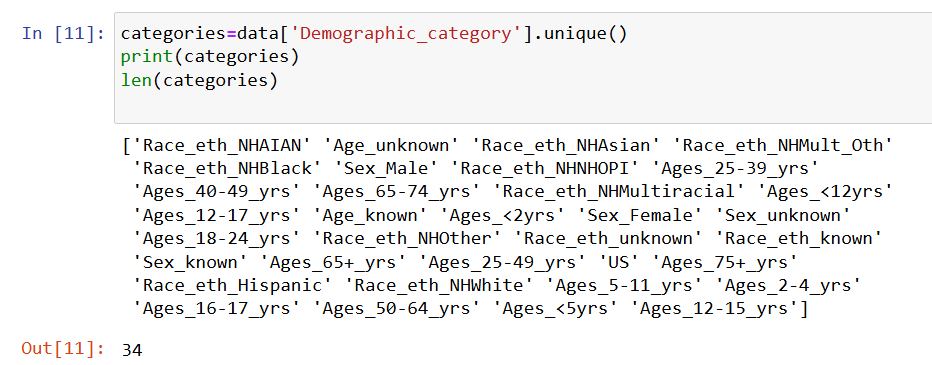 In [11]: categories=data['Demographic_category'].unique()
print(categories)
len(categories)
['Race_eth_NHAIAN' 'Age_unknown' 'Race_eth_NHAsian' 'Race_eth_NHMult_Oth'
'Race_eth_NHBlack' 'Sex_Male' 'Race_eth_NHNHOPI' 'Ages_25-39_yrs'
'Ages_40-49_yrs' 'Ages_65-74_yrs' 'Race_eth_NHMultiracial' 'Ages_<12yrs'
'Ages_12-17_yrs' 'Age_known' 'Ages_<2yrs' 'Sex_Female' 'Sex_unknown'
'Ages_18-24_yrs' 'Race_eth_NHOther' 'Race_eth_unknown' 'Race_eth_known'
'Sex_known' 'Ages_65+_yrs' 'Ages_25-49_yrs' 'US' 'Ages_75+_yrs'
'Race_eth_Hispanic' 'Race_eth_NHWhite' 'Ages_5-11_yrs' 'Ages_2-4_yrs'
'Ages_16-17_yrs' 'Ages_50-64_yrs' 'Ages_<5yrs' 'Ages_12-15_yrs']
Out[11]: 34